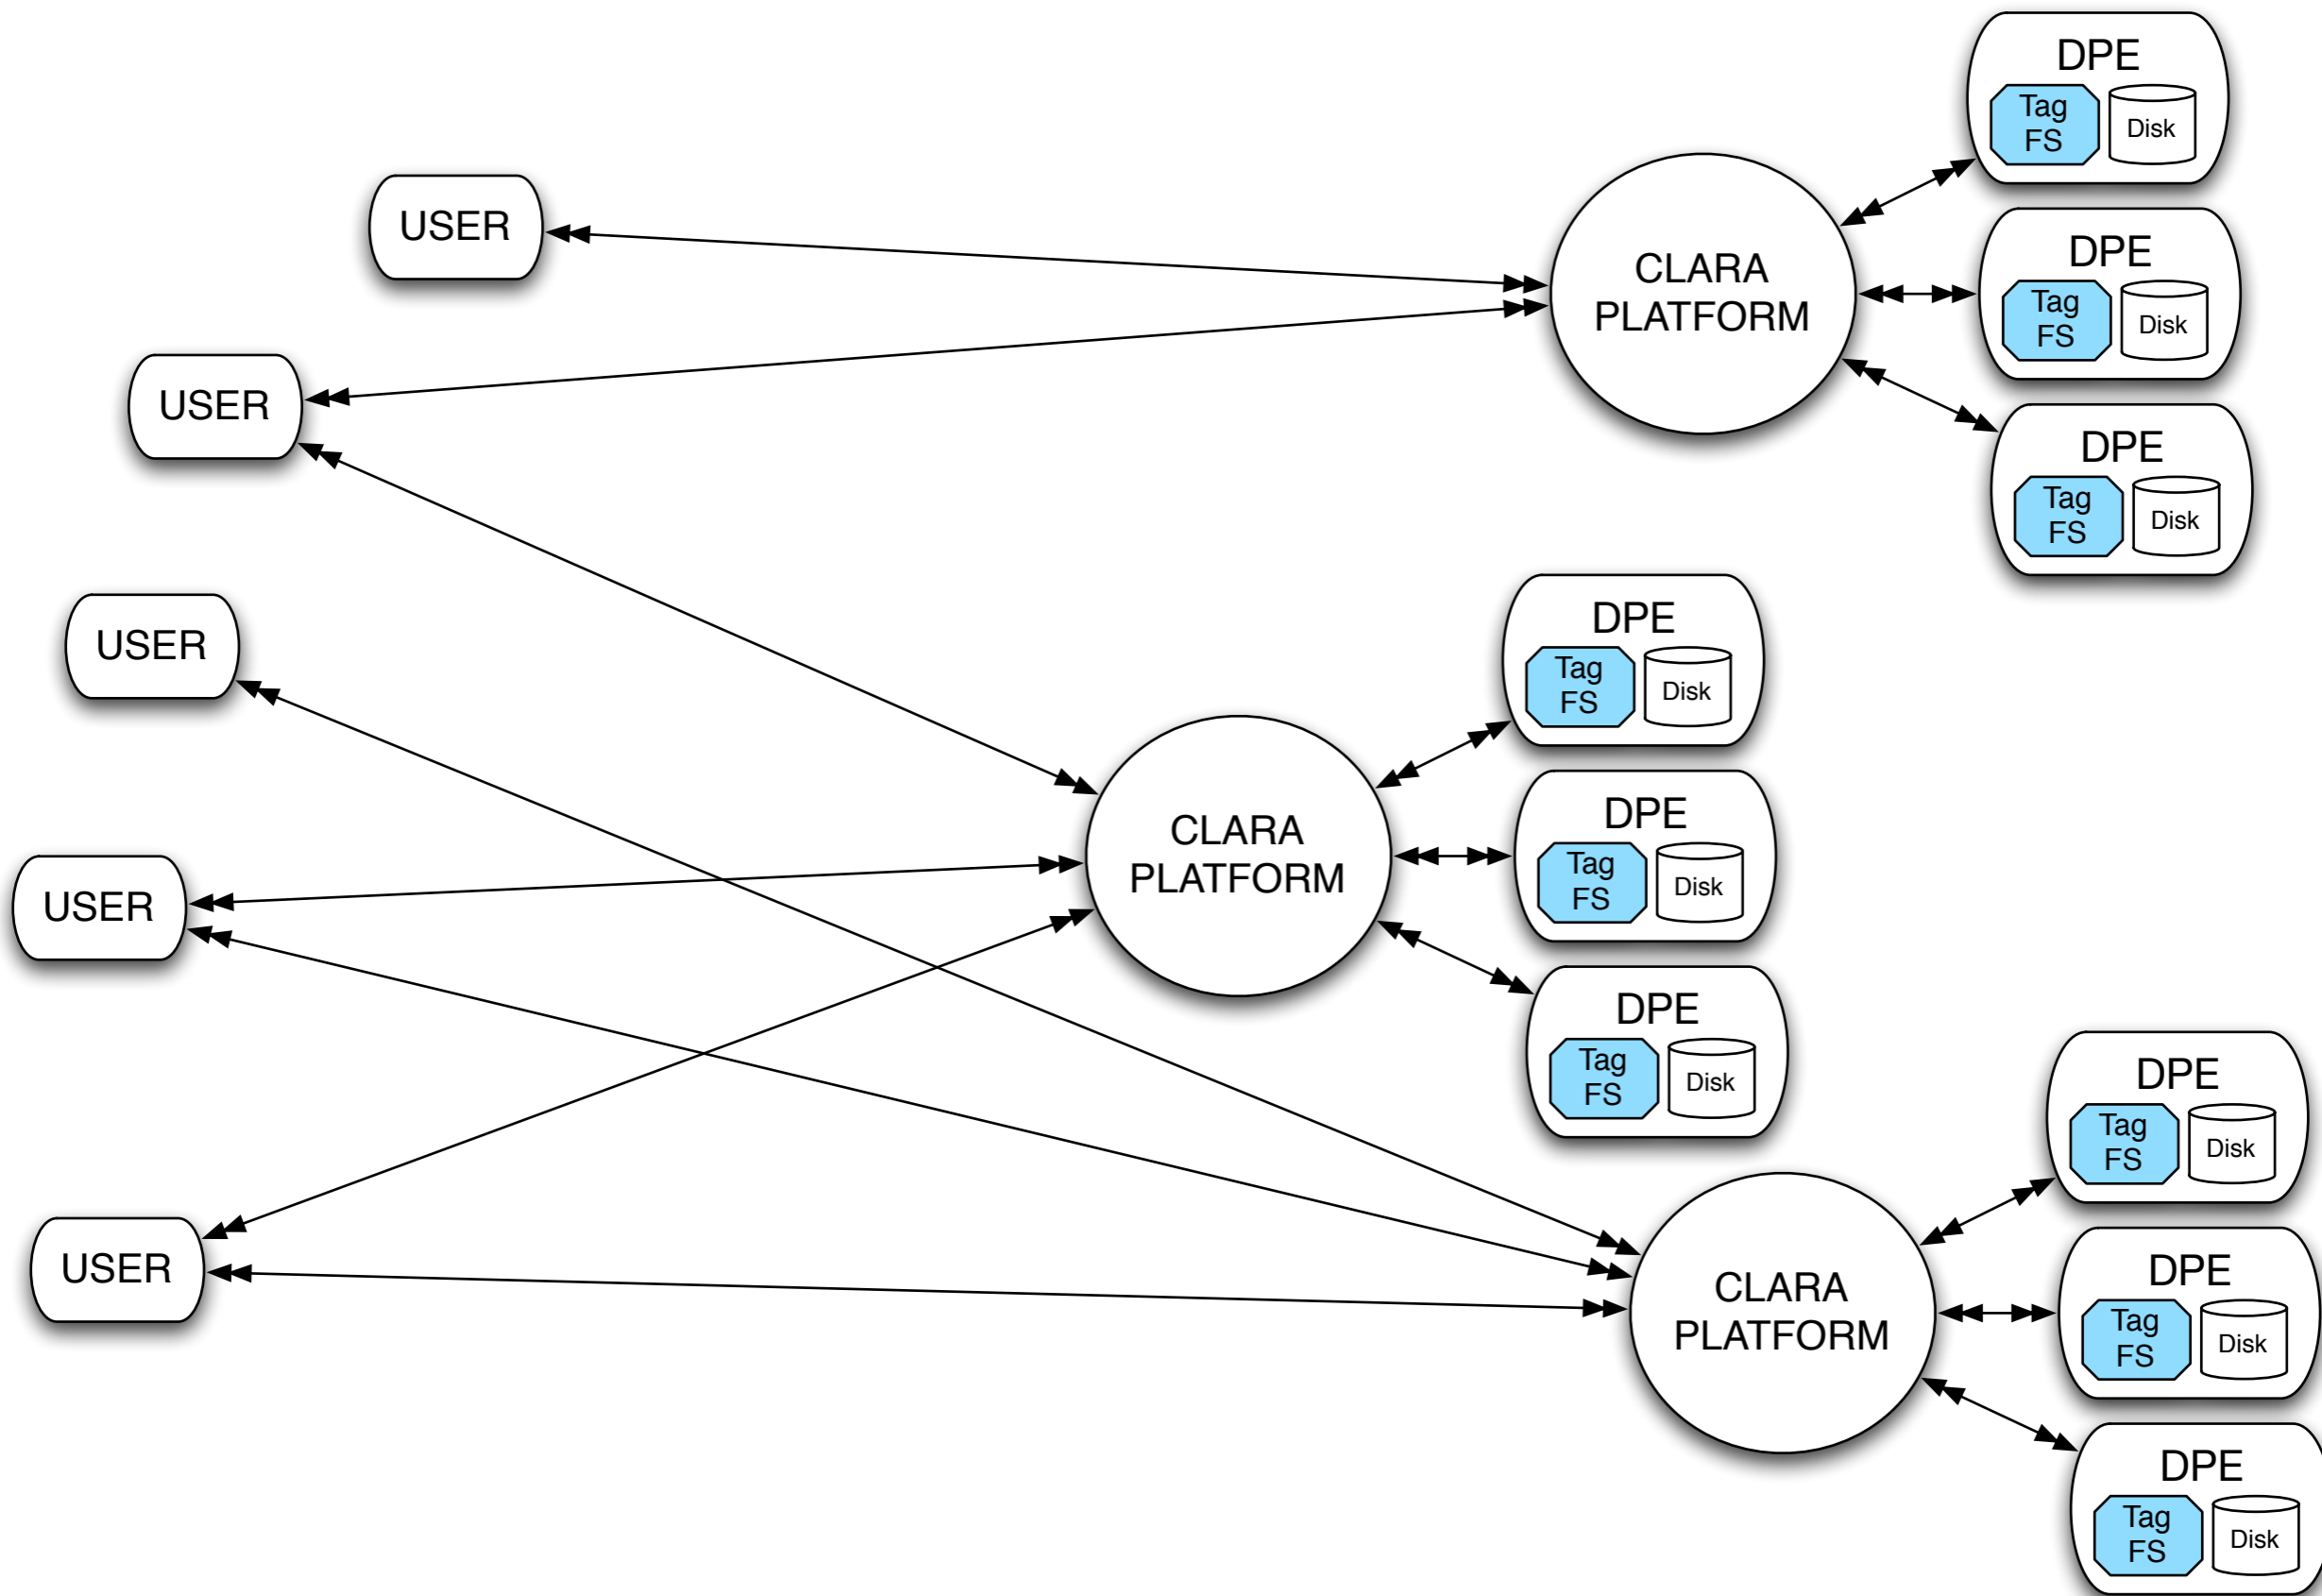 DPE
Tag
FS
Disk
USER
CLARA
PLATFORM
DPE
Tag
FS
Disk
USER
DPE
Tag
FS
Disk
USER
DPE
Tag
FS
Disk
CLARA
PLATFORM
DPE
Tag
FS
Disk
USER
DPE
Tag
FS
Disk
DPE
Tag
FS
Disk
USER
CLARA
PLATFORM
DPE
Tag
FS
Disk
DPE
Tag
FS
Disk